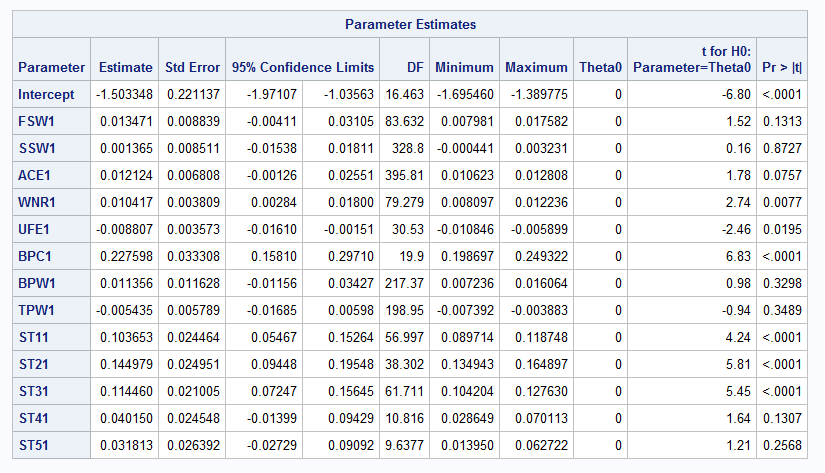 Parameter Estimates
Parameter Estimate Std Error 95% Confidence Limits DF Minimum Maximum Theta0 t for H0: Parameter=Theta0 Pr > |t|
Intercept -1.503348 0.221137 -1.97107 -1.03563 16.463 -1.695460 -1.389775 0 -6.80 <.0001
FSW1 0.013471 0.008839 -0.00411 0.03105 83.632 0.007981 0.017582 0 1.52 0.1313
SSW1 0.001365 0.008511 -0.01538 0.01811 328.8 -0.000441 0.003231 0 0.16 0.8727
ACE1 0.012124 0.006808 -0.00126 0.02551 395.81 0.010623 0.012808 0 1.78 0.0757
WNR1 0.010417 0.003809 0.00284 0.01800 79.279 0.008097 0.012236 0 2.74 0.0077
UFE1 -0.008807 0.003573 -0.01610 -0.00151 30.53 -0.010846 -0.005899 0 -2.46 0.0195
BPC1 0.227598 0.033308 0.15810 0.29710 19.9 0.198697 0.249322 0 6.83 <.0001
BPW1 0.011356 0.011628 -0.01156 0.03427 217.37 0.007236 0.016064 0 0.98 0.3298
TPW1 -0.005435 0.005789 -0.01685 0.00598 198.95 -0.007392 -0.003883 0 -0.94 0.3489
ST11 0.103653 0.024464 0.05467 0.15264 56.997 0.089714 0.118748 0 4.24 <.0001
ST21 0.144979 0.024951 0.09448 0.19548 38.302 0.134943 0.164897 0 5.81 <.0001
ST31 0.114460 0.021005 0.07247 0.15645 61.711 0.104204 0.127630 0 5.45 <.0001
ST41 0.040150 0.024548 -0.01399 0.09429 10.816 0.028649 0.070113 0 1.64 0.1307
ST51 0.031813 0.026392 -0.02729 0.09092 9.6377 0.013950 0.062722 0 1.21 0.2568